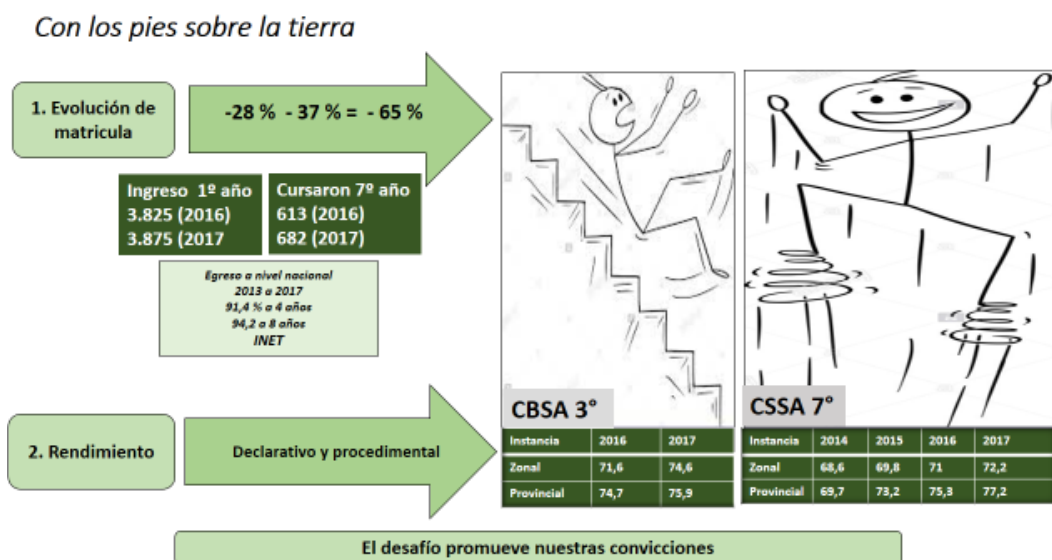 Con los pies sobre la tierra
1. Evolución de
matricula
-28 % - 37 % = - 65 %
Ingreso 1º año
3.825 (2016)
3.875 (2017
Cursaron 7º año
613 (2016)
682 (2017)
Egreso a nivel nacional
2013 a 2017
91,4 % a 4 años
94,2 a 8 años
INET
2. Rendimiento
Declarativo y procedimental
CBSA 3°
Instancia 2016 2017
Zonal 71,6 74,6
Provincial 74,7 75,9
CSSA 7°
Instancia 2014 2015 2016 2017
Zonal 68,6 69,8 71 72,2
Provincial 69,7 73,2 75,3 77,2
El desafío promueve nuestras convicciones